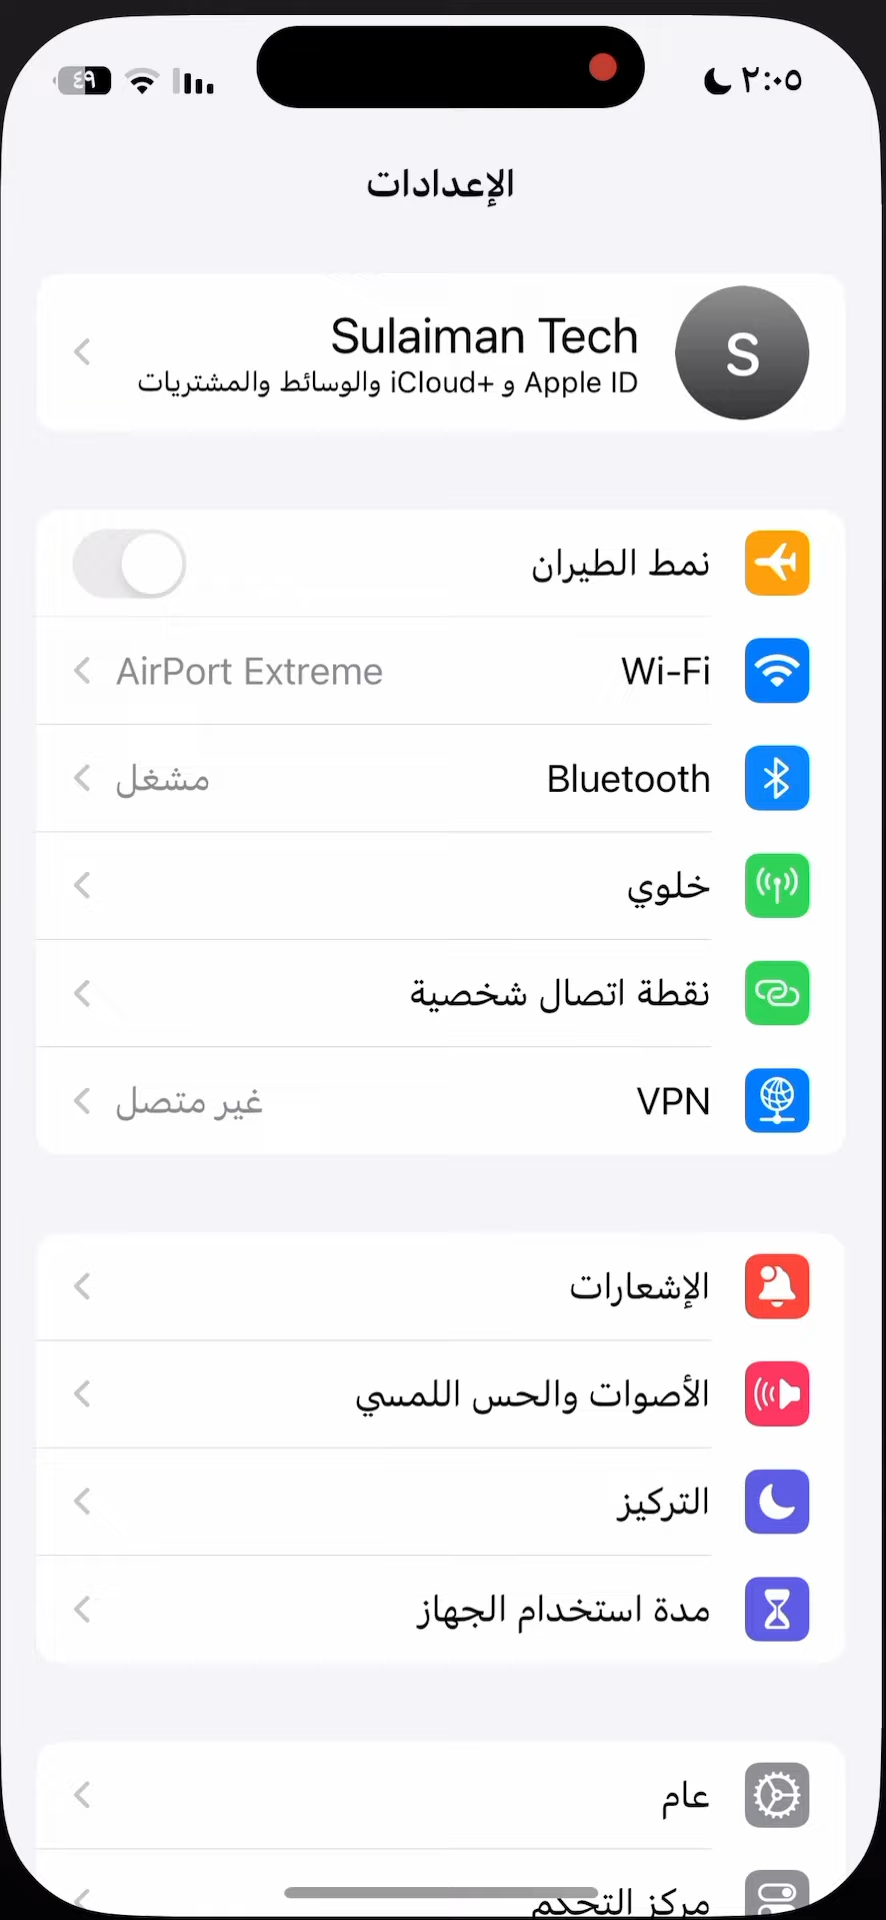 ٢:٠٥
٤٩
الإعدادات
S
Sulaiman Tech
Apple ID و iCloud+ والوسائط والمشتريات
نمط الطيران
Wi-Fi AirPort Extreme
Bluetooth مشغل
خلوي
نقطة اتصال شخصية
VPN غير متصل
الإشعارات
الأصوات والحس اللمسي
التركيز
مدة استخدام الجهاز
عام
مركز التحكم